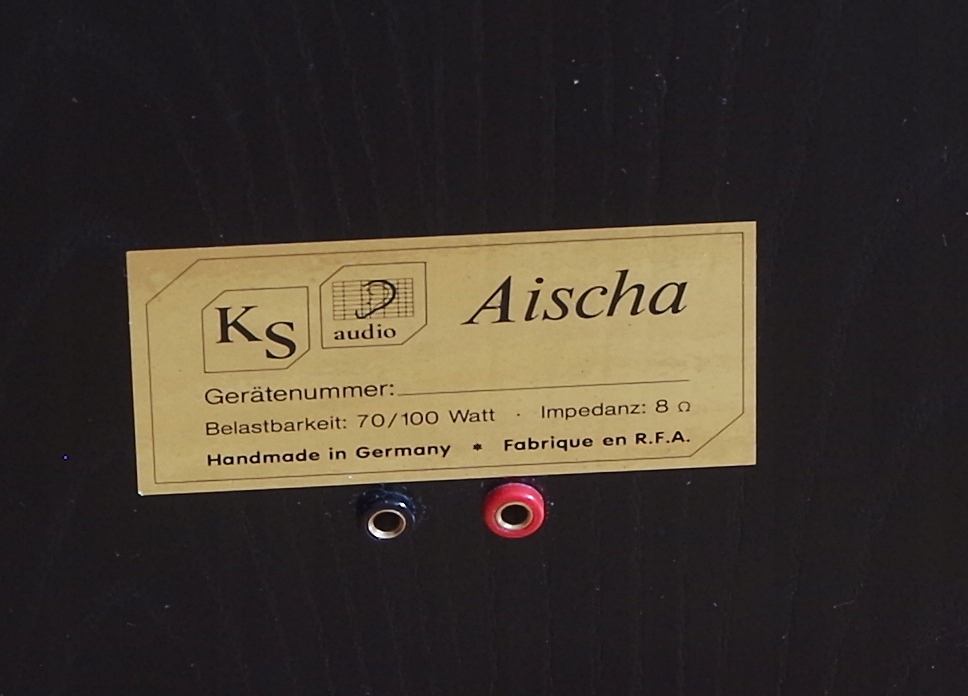 KS audio Aischa
Gerätenummer:
Belastbarkeit: 70/100 Watt · Impedanz: 8 Ω
Handmade in Germany * Fabrique en R.F.A.